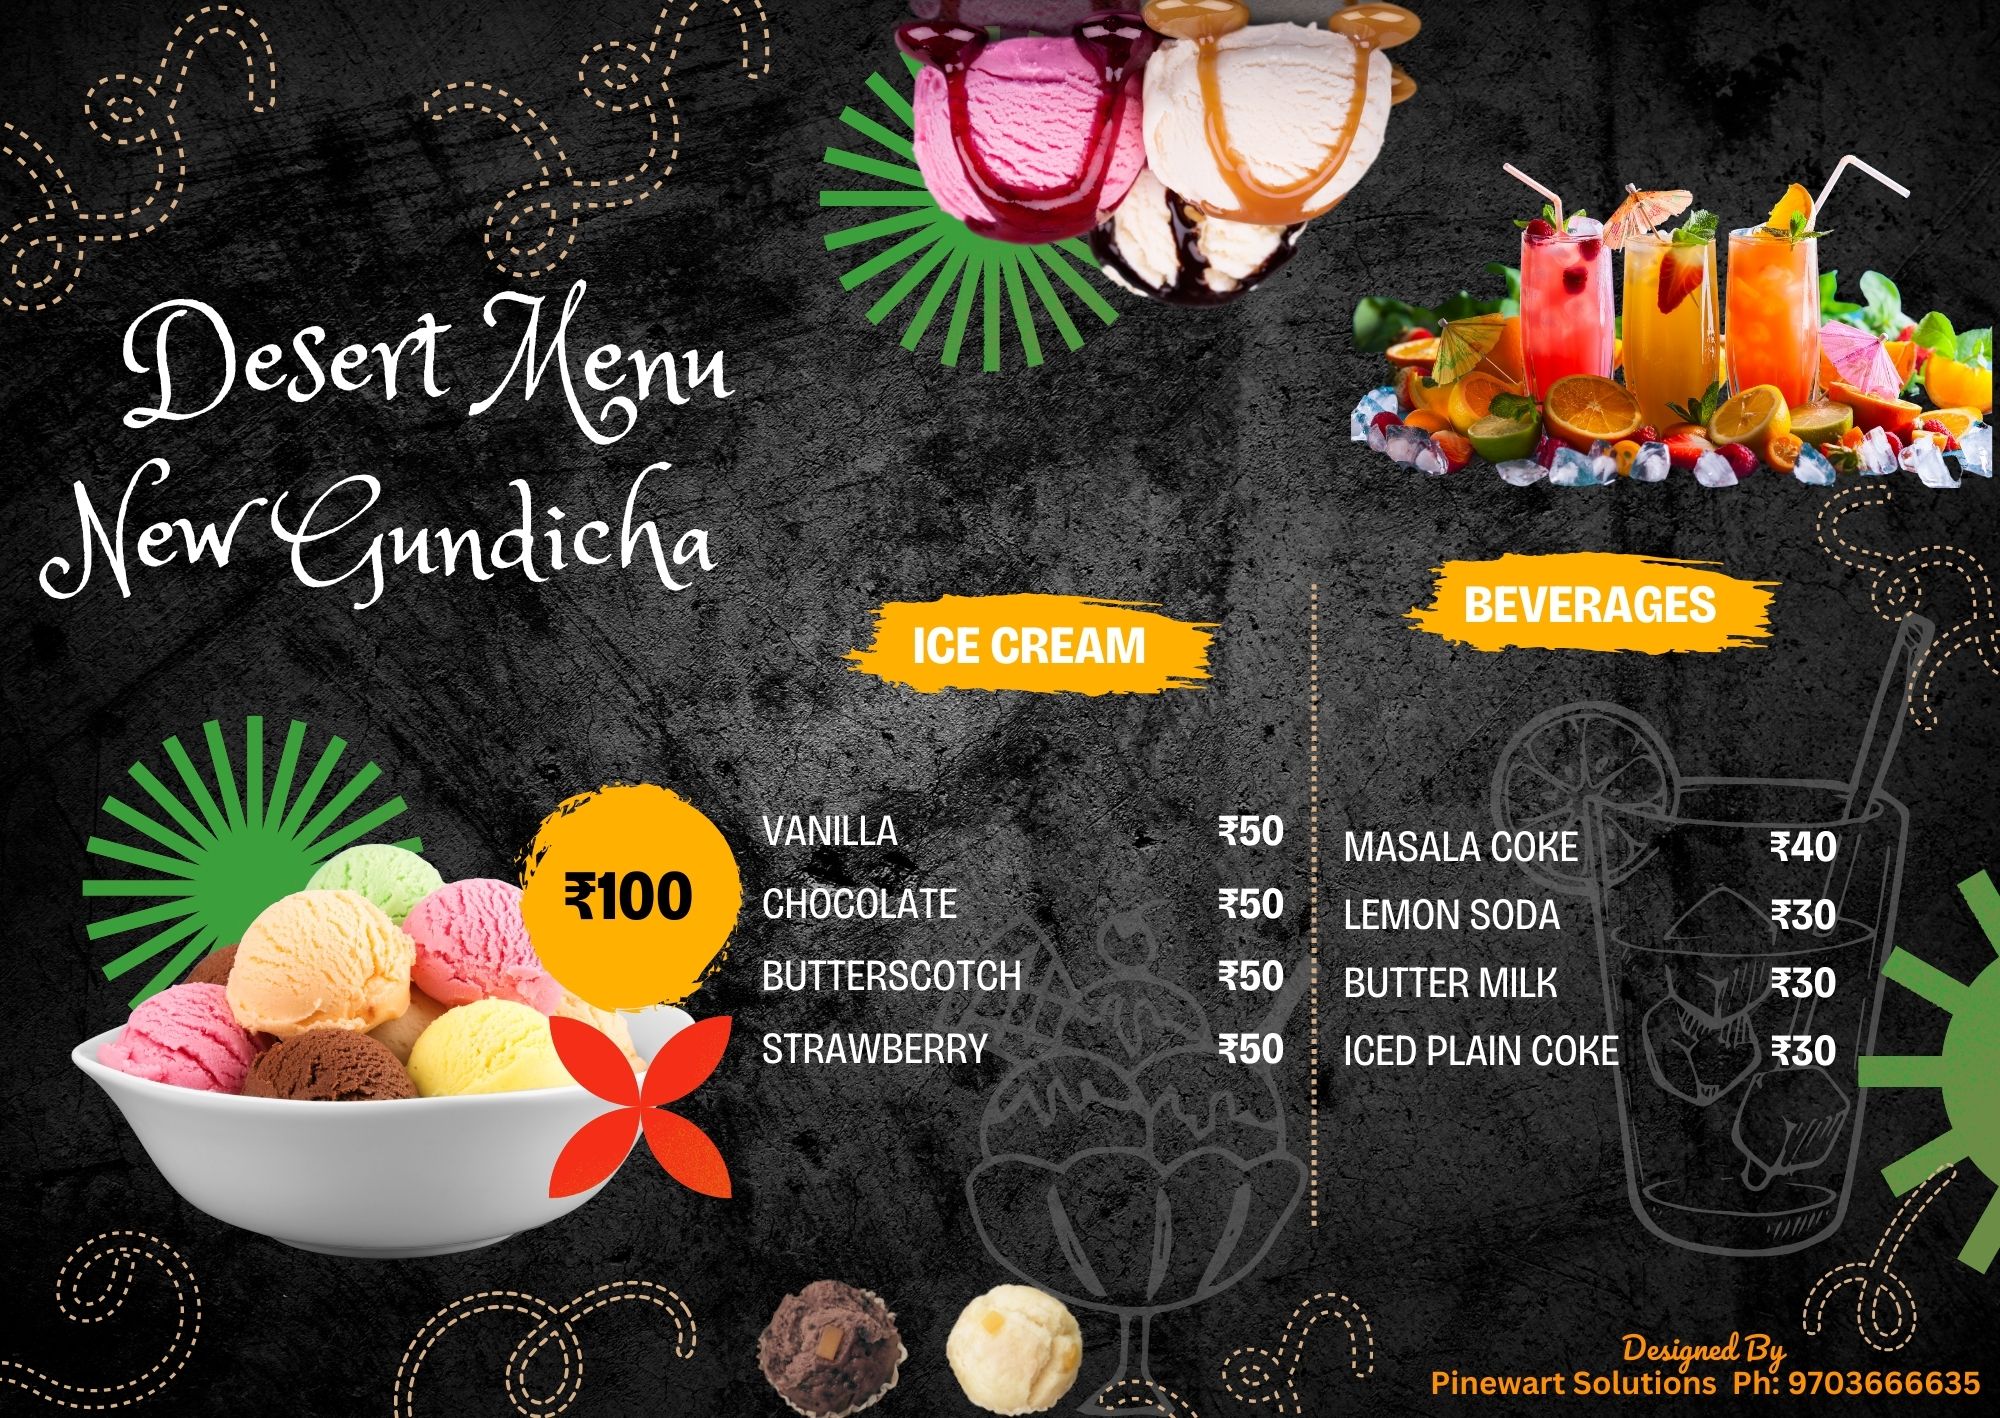 Desert Menu
New Gundicha
ICE CREAM
₹100
VANILLA ₹50
CHOCOLATE ₹50
BUTTERSCOTCH ₹50
STRAWBERRY ₹50
BEVERAGES
MASALA COKE ₹40
LEMON SODA ₹30
BUTTER MILK ₹30
ICED PLAIN COKE ₹30
Designed By
Pinewart Solutions Ph: 9703666635